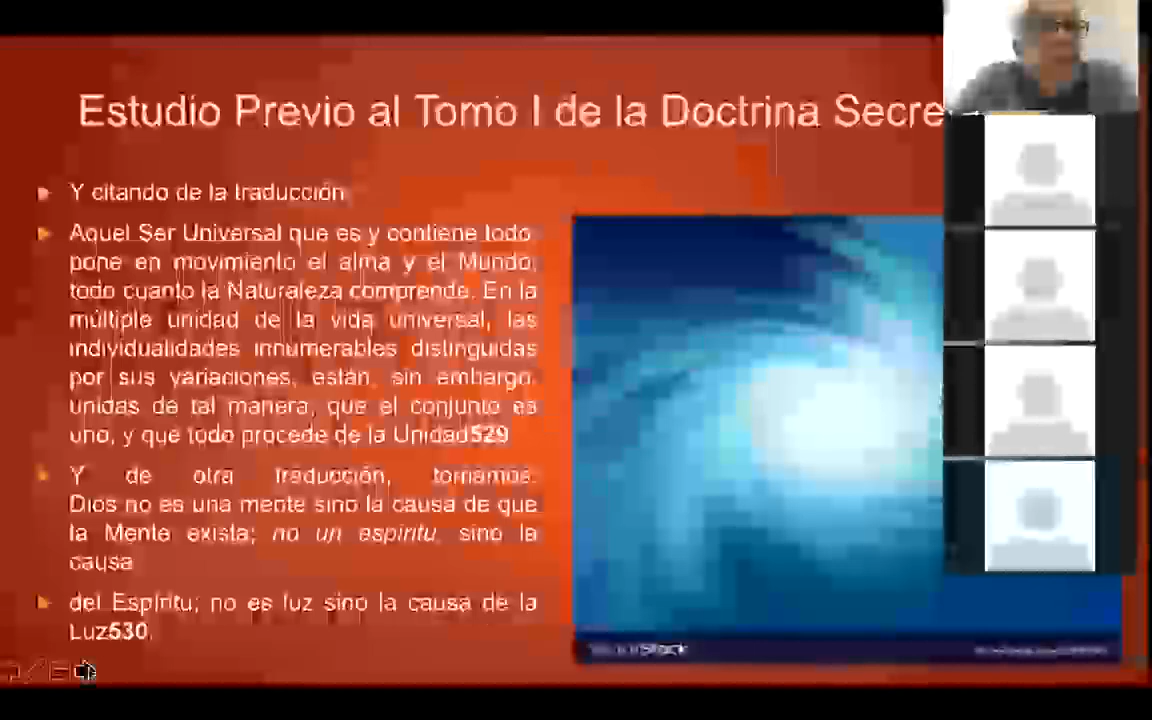 Estudio Previo al Tomo I de la Doctrina Secre
Y citando de la traducción
Aquel Ser Universal que es y contiene todo
pone en movimiento el alma y el Mundo;
todo cuanto la Naturaleza comprende. En la
múltiple unidad de la vida universal, las
individualidades innumerables distinguidas
por sus variaciones, están, sin embargo,
unidas de tal manera, que el conjunto es
uno, y que todo procede de la Unidad529
Y de otra traducción, tomamos:
Dios no es una mente sino la causa de que
la Mente exista; no un espíritu, sino la
causa
del Espíritu; no es luz sino la causa de la
Luz530.